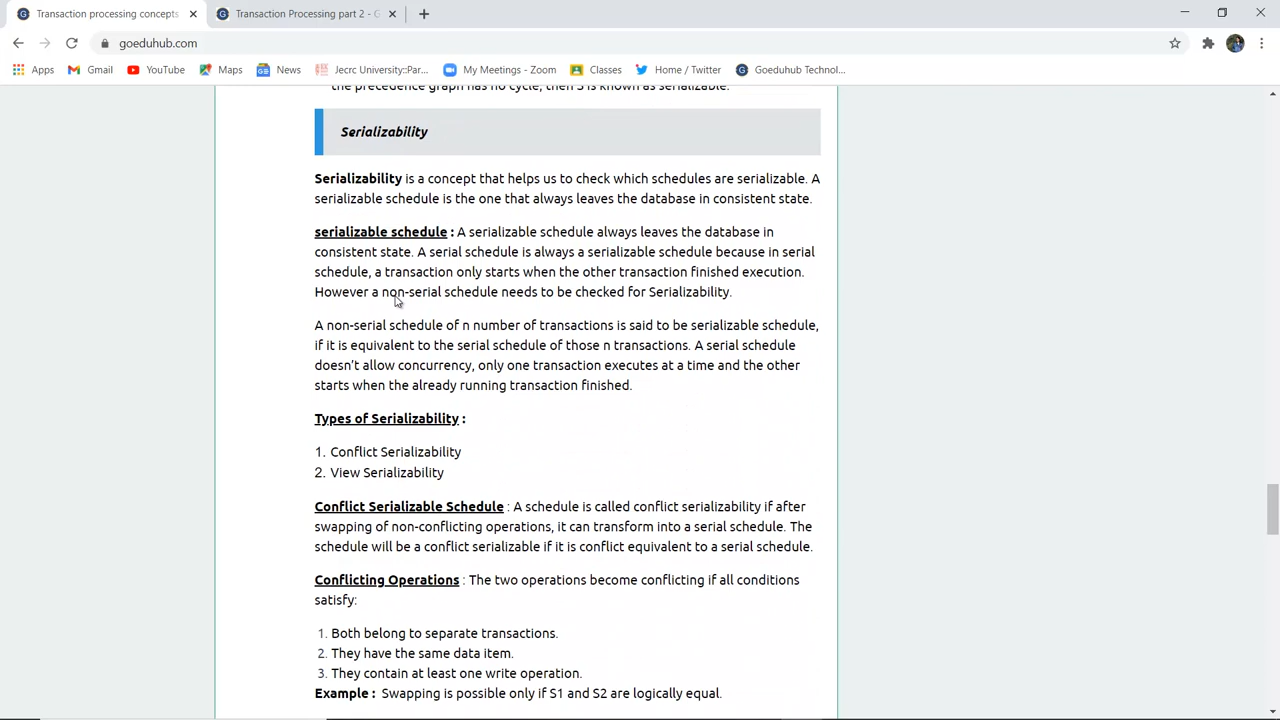 Transaction processing concepts
Transaction Processing part 2 - G
goeduhub.com
Apps
Gmail
YouTube
Maps
News
Jecrc University::Par...
My Meetings - Zoom
Classes
Home / Twitter
Goeduhub Technol...
the precedence graph has no cycle, then S is known as serializable.
Serializability
Serializability is a concept that helps us to check which schedules are serializable. A
serializable schedule is the one that always leaves the database in consistent state.
serializable schedule : A serializable schedule always leaves the database in
consistent state. A serial schedule is always a serializable schedule because in serial
schedule, a transaction only starts when the other transaction finished execution.
However a non-serial schedule needs to be checked for Serializability.
A non-serial schedule of n number of transactions is said to be serializable schedule,
if it is equivalent to the serial schedule of those n transactions. A serial schedule
doesn’t allow concurrency, only one transaction executes at a time and the other
starts when the already running transaction finished.
Types of Serializability :
1. Conflict Serializability
2. View Serializability
Conflict Serializable Schedule : A schedule is called conflict serializability if after
swapping of non-conflicting operations, it can transform into a serial schedule. The
schedule will be a conflict serializable if it is conflict equivalent to a serial schedule.
Conflicting Operations : The two operations become conflicting if all conditions
satisfy:
1. Both belong to separate transactions.
2. They have the same data item.
3. They contain at least one write operation.
Example : Swapping is possible only if S1 and S2 are logically equal.